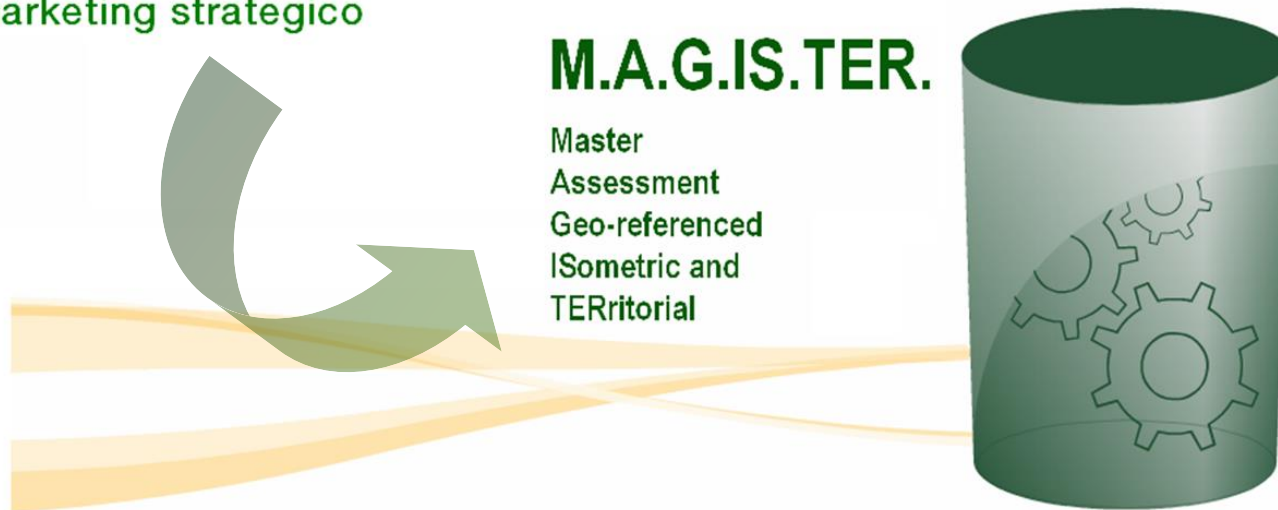 arketing strategico
M.A.G.IS.TER.
Master
Assessment
Geo-referenced
ISometric and
TERritorial